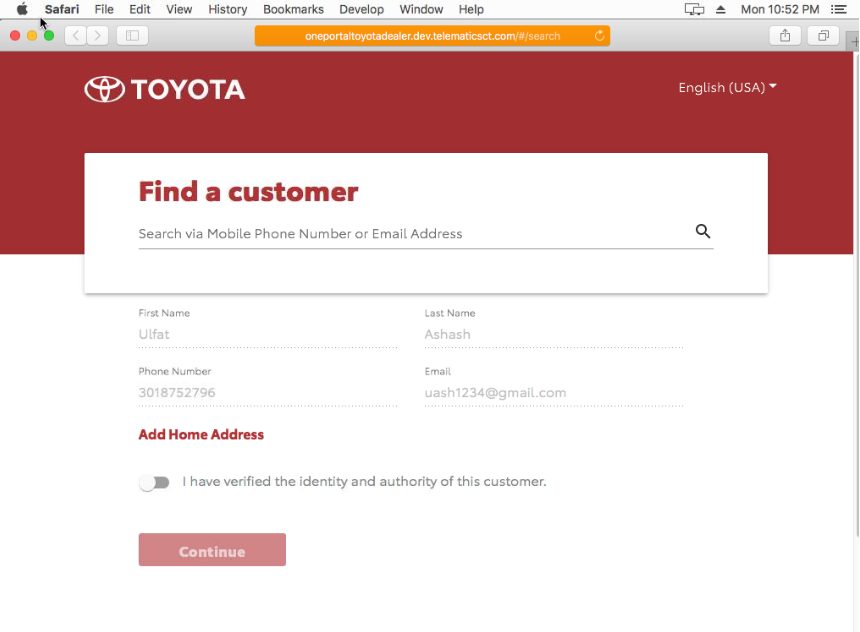 Safari File Edit View History Bookmarks Develop Window Help Mon 10:52 PM
oneportaltoyotadealer.dev.telematicsct.com/#/search
TOYOTA
English (USA)
Find a customer
Search via Mobile Phone Number or Email Address
First Name Last Name
Ulfat Ashash
Phone Number Email
3018752796 uash1234@gmail.com
Add Home Address
I have verified the identity and authority of this customer.
Continue